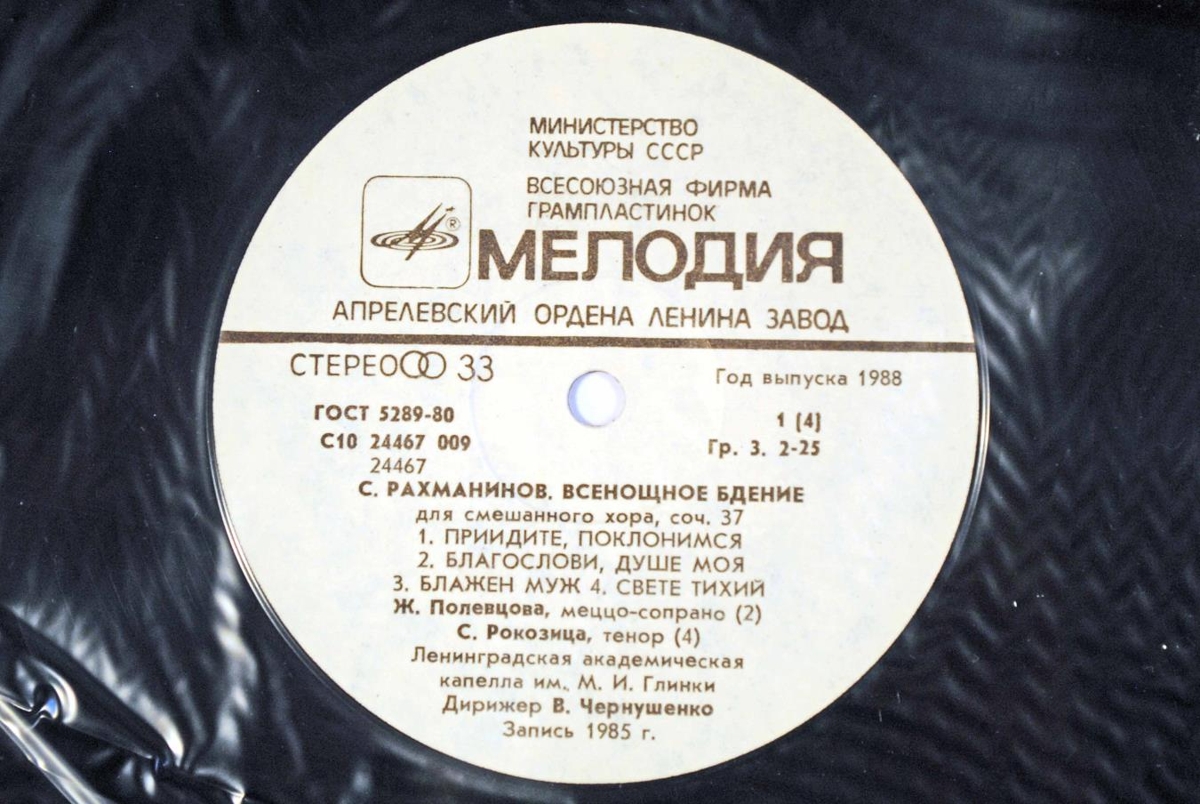 МИНИСТЕРСТВО
КУЛЬТУРЫ СССР
ВСЕСОЮЗНАЯ ФИРМА
ГРАМПЛАСТИНОК
®
МЕЛОДИЯ
АПРЕЛЕВСКИЙ ОРДЕНА ЛЕНИНА ЗАВОД
СТЕРЕО 33
Год выпуска 1988
ГОСТ 5289-80
1 (4)
С10 24467 009
Гр. 3. 2-25
24467
С. РАХМАНИНОВ. ВСЕНОЩНОЕ БДЕНИЕ
для смешанного хора, соч. 37
1. ПРИИДИТЕ, ПОКЛОНИМСЯ
2. БЛАГОСЛОВИ, ДУШЕ МОЯ
3. БЛАЖЕН МУЖ 4. СВЕТЕ ТИХИЙ
Ж. Полевцова, меццо-сопрано (2)
С. Рокозица, тенор (4)
Ленинградская академическая
капелла им. М. И. Глинки
Дирижер В. Чернушенко
Запись 1985 г.